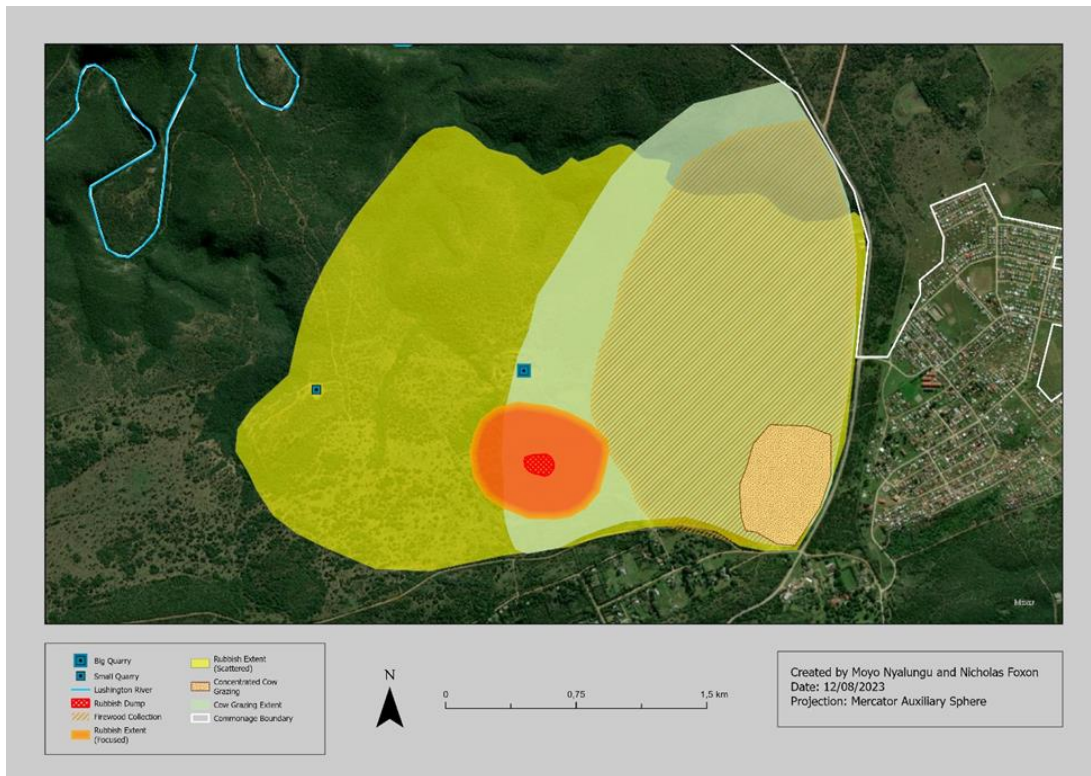 Big Quarry
Small Quarry
Lushington River
Rubbish Dump
Firewood Collection
Rubbish Extent
(Focused)
Rubbish Extent
(Scattered)
Concentrated Cow
Grazing
Cow Grazing Extent
Commonage Boundary
N
0
0,75
1,5 km
Created by Moyo Nyalungu and Nicholas Foxon
Date: 12/08/2023
Projection: Mercator Auxiliary Sphere